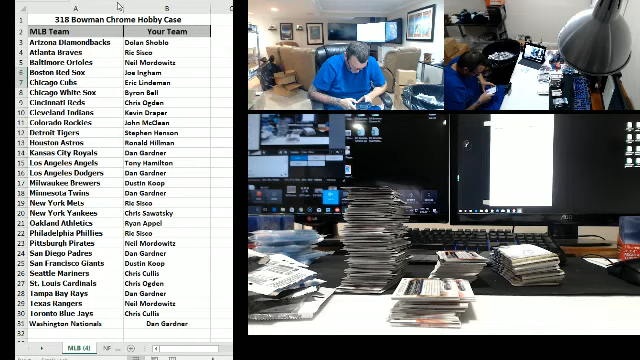 318 Bowman Chrome Hobby Case
MLB Team Your Team
Arizona Diamondbacks Dolan Shoblo
Atlanta Braves Ric Sisco
Baltimore Orioles Neil Mordowitz
Boston Red Sox Joe Ingham
Chicago Cubs Eric Lindeman
Chicago White Sox Byron Bell
Cincinnati Reds Chris Ogden
Cleveland Indians Kevin Draper
Colorado Rockies John McClean
Detroit Tigers Stephen Henson
Houston Astros Ronald Hillman
Kansas City Royals Dan Gardner
Los Angeles Angels Tony Hamilton
Los Angeles Dodgers Dan Gardner
Milwaukee Brewers Dustin Koop
Minnesota Twins Dan Gardner
New York Mets Ric Sisco
New York Yankees Chris Sawatsky
Oakland Athletics Ryan Appel
Philadelphia Phillies Ric Sisco
Pittsburgh Pirates Neil Mordowitz
San Diego Padres Dan Gardner
San Francisco Giants Dustin Koop
Seattle Mariners Chris Cullis
St. Louis Cardinals Chris Ogden
Tampa Bay Rays Dan Gardner
Texas Rangers Neil Mordowitz
Toronto Blue Jays Chris Cullis
Washington Nationals Dan Gardner
MLB (4) NF ...